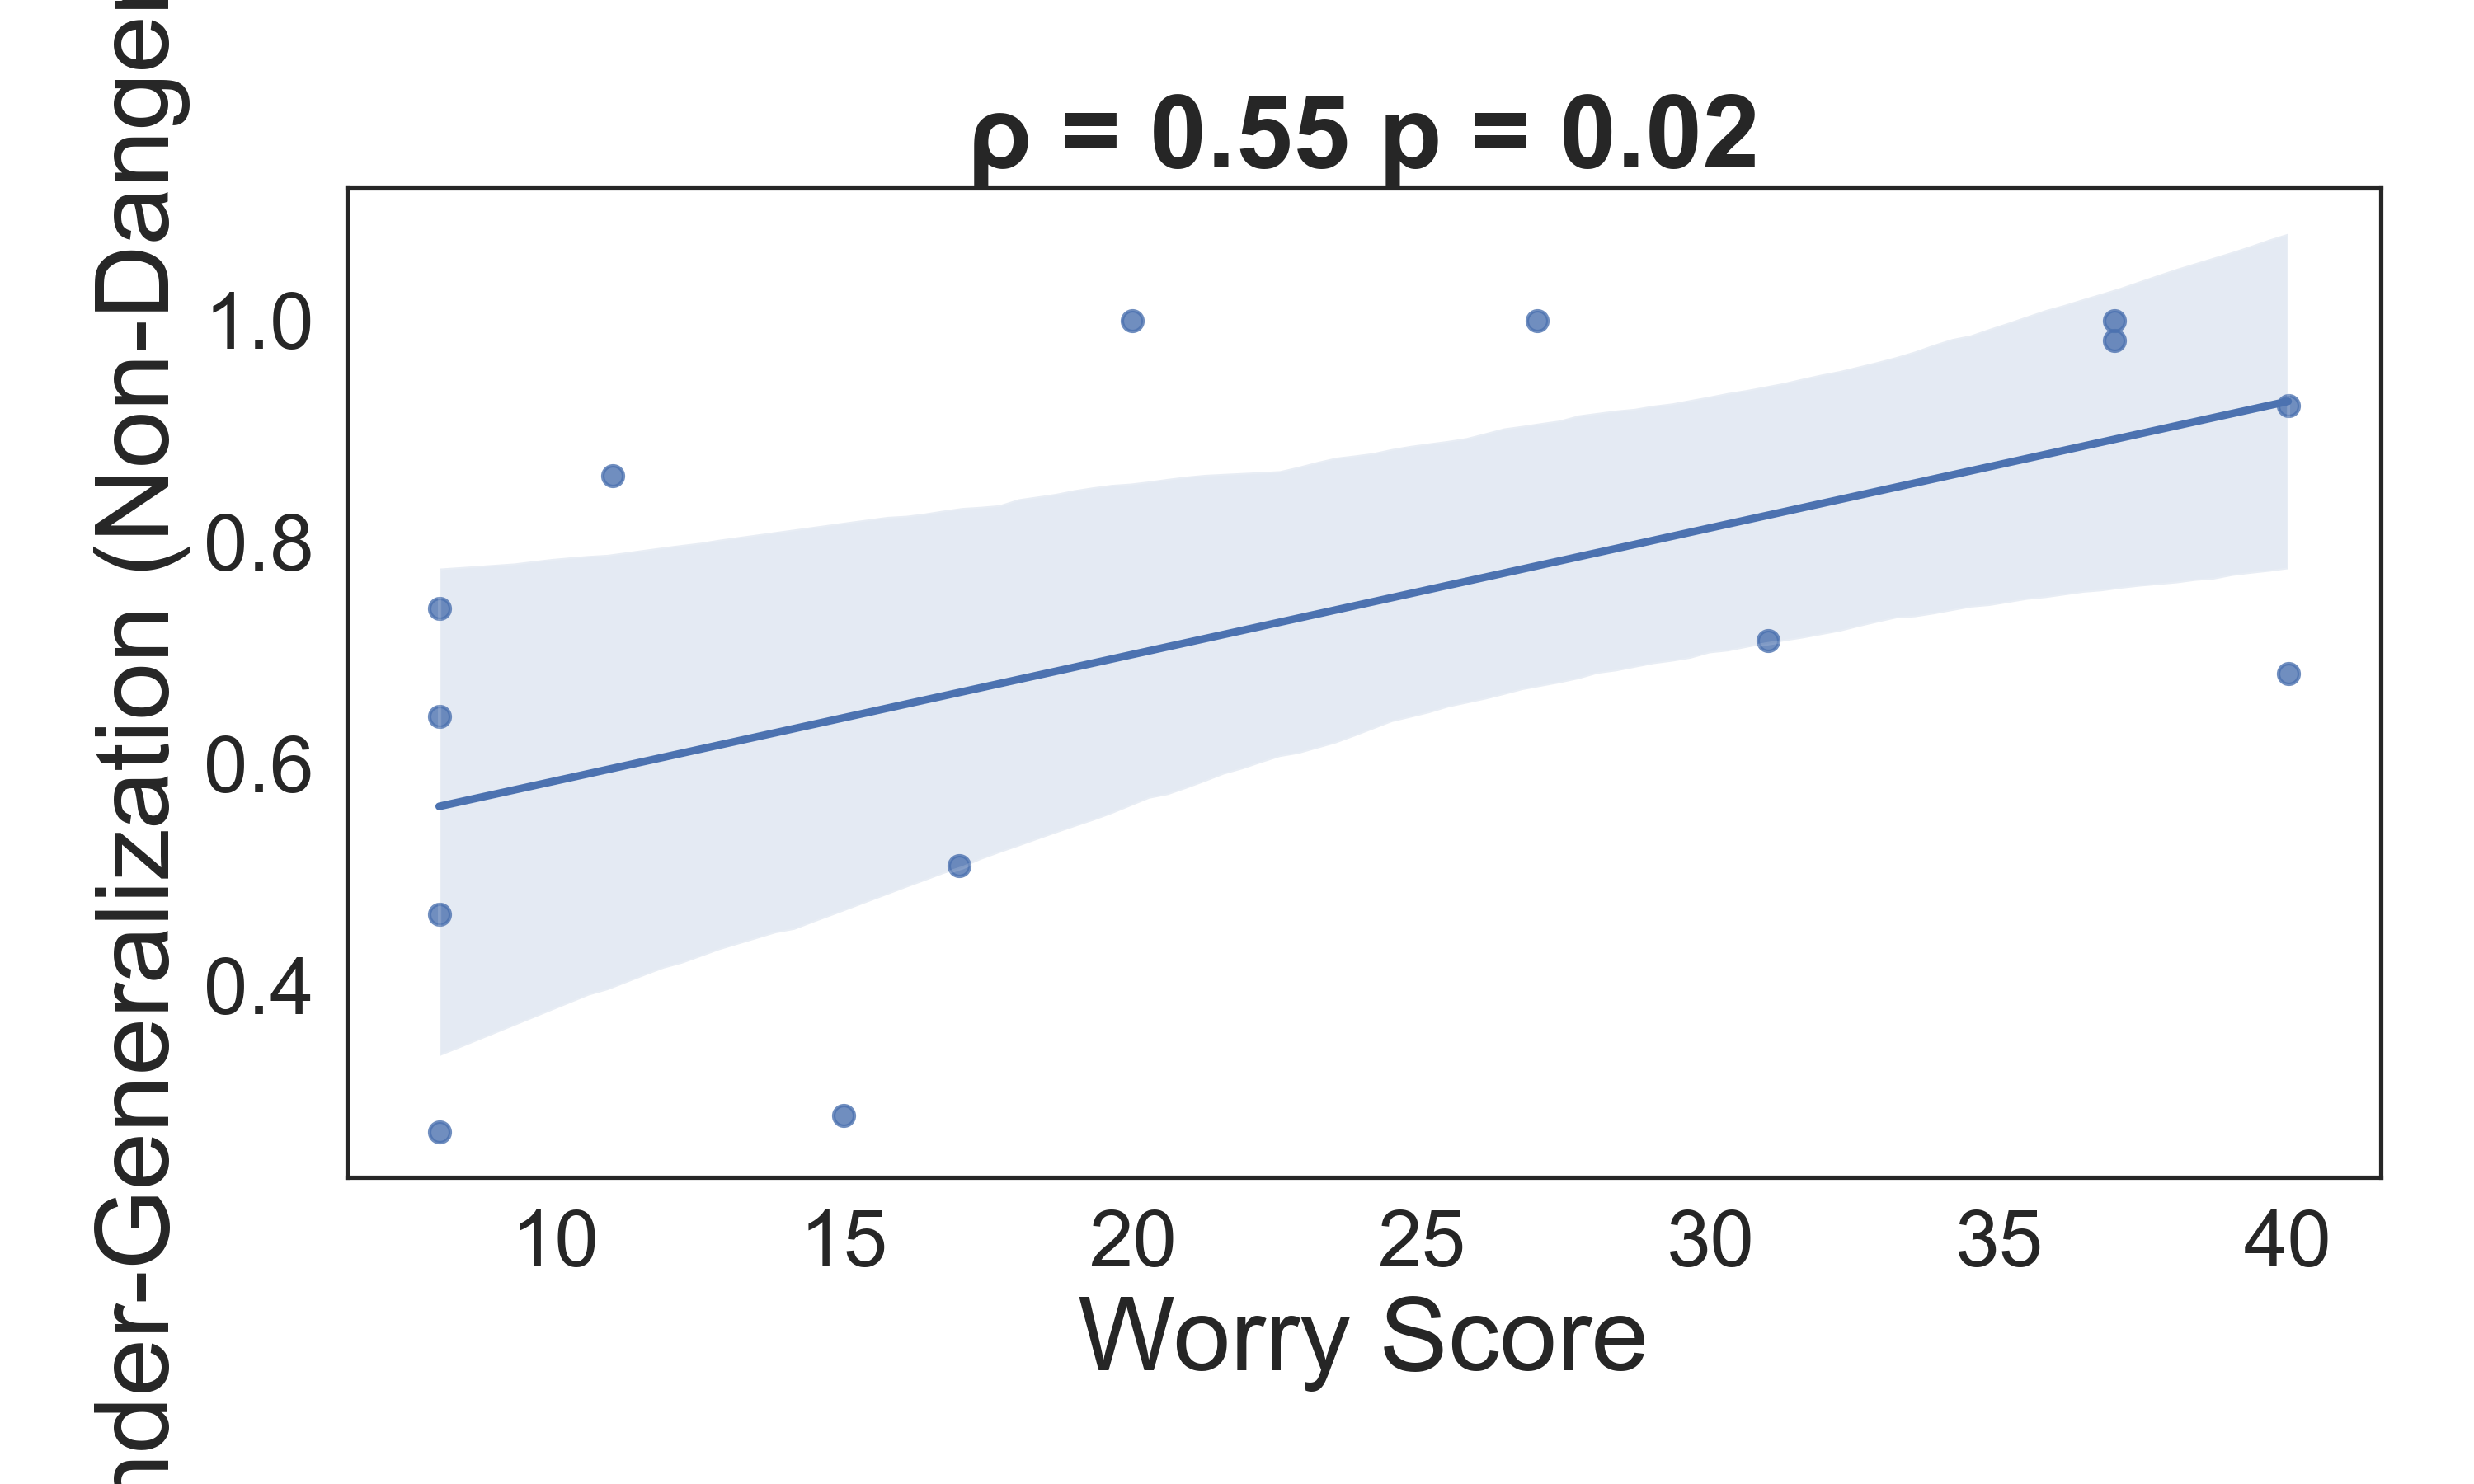 ρ = 0.55 p = 0.02
nder-Generalization (Non-Danger
1.0
0.8
0.6
0.4
10 15 20 25 30 35 40
Worry Score